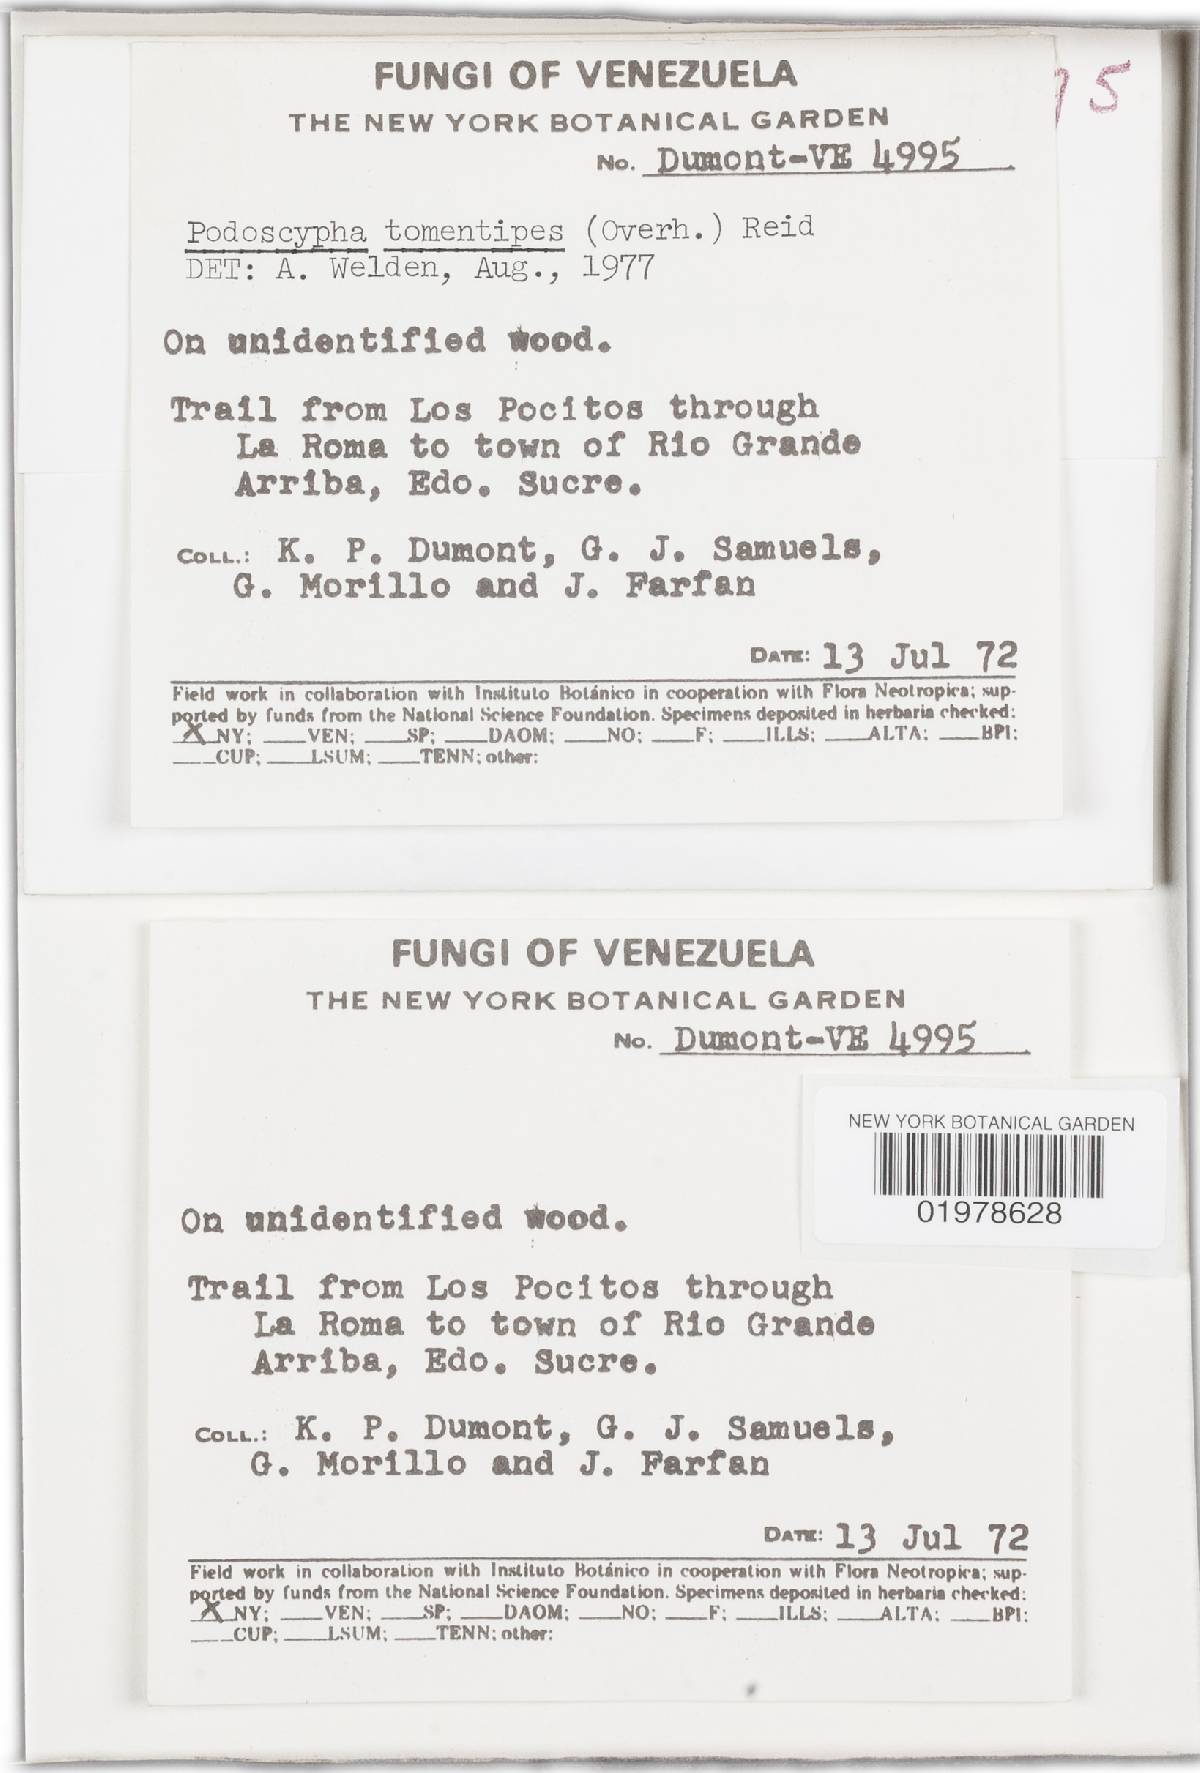 FUNGI OF VENEZUELA
THE NEW YORK BOTANICAL GARDEN
No. Dumont-VE 4995
5
Podoscypha tomentipes (Overh.) Reid
DET: A. Welden, Aug., 1977
On unidentified wood.
Trail from Los Pocitos through
La Roma to town of Rio Grande
Arriba, Edo. Sucre.
COLL.: K. P. Dumont, G. J. Samuels,
G. Morillo and J. Farfan
DATE: 13 Jul 72
Field work in collaboration with Instituto Botánico in cooperation with Flora Neotropica; sup-
ported by funds from the National Science Foundation. Specimens deposited in herbaria checked:
X NY; ___VEN; ___SP; ___DAOM; ___NO; ___F; ___ILLS; ___ALTA; ___BPI;
___CUP; ___LSUM; ___TENN; other:
FUNGI OF VENEZUELA
THE NEW YORK BOTANICAL GARDEN
No. Dumont-VE 4995
NEW YORK BOTANICAL GARDEN
01978628
On unidentified wood.
Trail from Los Pocitos through
La Roma to town of Rio Grande
Arriba, Edo. Sucre.
COLL.: K. P. Dumont, G. J. Samuels,
G. Morillo and J. Farfan
DATE: 13 Jul 72
Field work in collaboration with Instituto Botánico in cooperation with Flora Neotropica; sup-
ported by funds from the National Science Foundation. Specimens deposited in herbaria checked:
X NY; ___VEN; ___SP; ___DAOM; ___NO; ___F; ___ILLS; ___ALTA; ___BPI;
___CUP; ___LSUM; ___TENN; other: